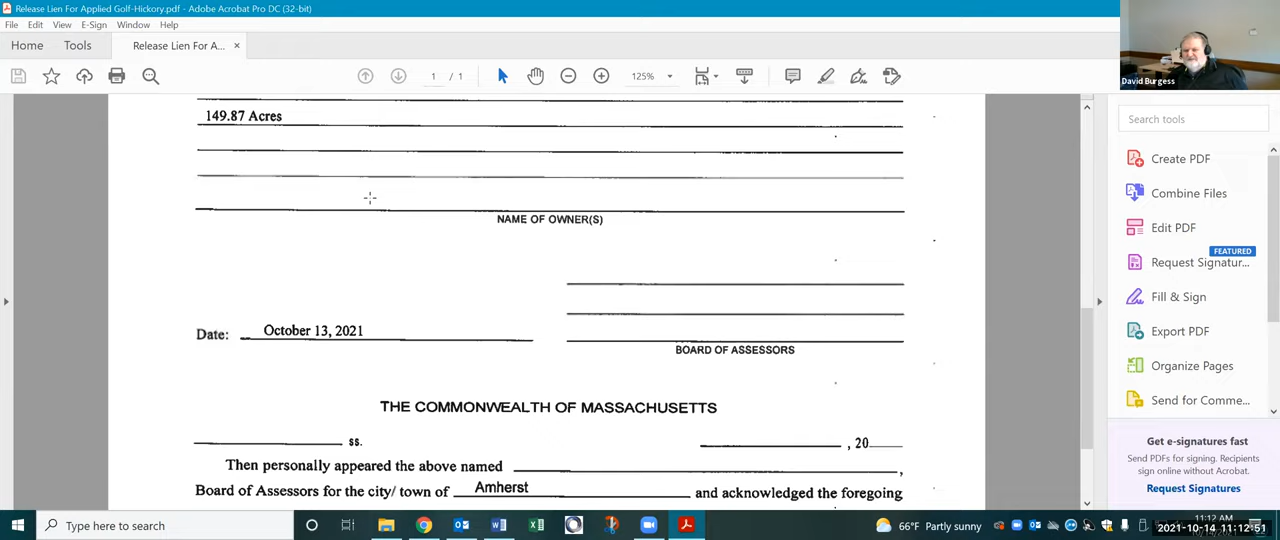 Release Lien For Applied Golf-Hickory.pdf - Adobe Acrobat Pro DC (32-bit)
File Edit View E-Sign Window Help
Home Tools Release Lien For A... ×
1 / 1 125%
David Burgess
149.87 Acres
NAME OF OWNER(S)
Date: October 13, 2021
BOARD OF ASSESSORS
THE COMMONWEALTH OF MASSACHUSETTS
ss. , 20
Then personally appeared the above named ,
Board of Assessors for the city/ town of Amherst and acknowledged the foregoing
Search tools
Create PDF
Combine Files
Edit PDF
FEATURED
Request Signatur...
Fill & Sign
Export PDF
Organize Pages
Send for Comme...
Get e-signatures fast
Send PDFs for signing. Recipients
sign online without Acrobat.
Request Signatures
Type here to search
66°F Partly sunny
11:12 AM
2021-10-14 11:12:51